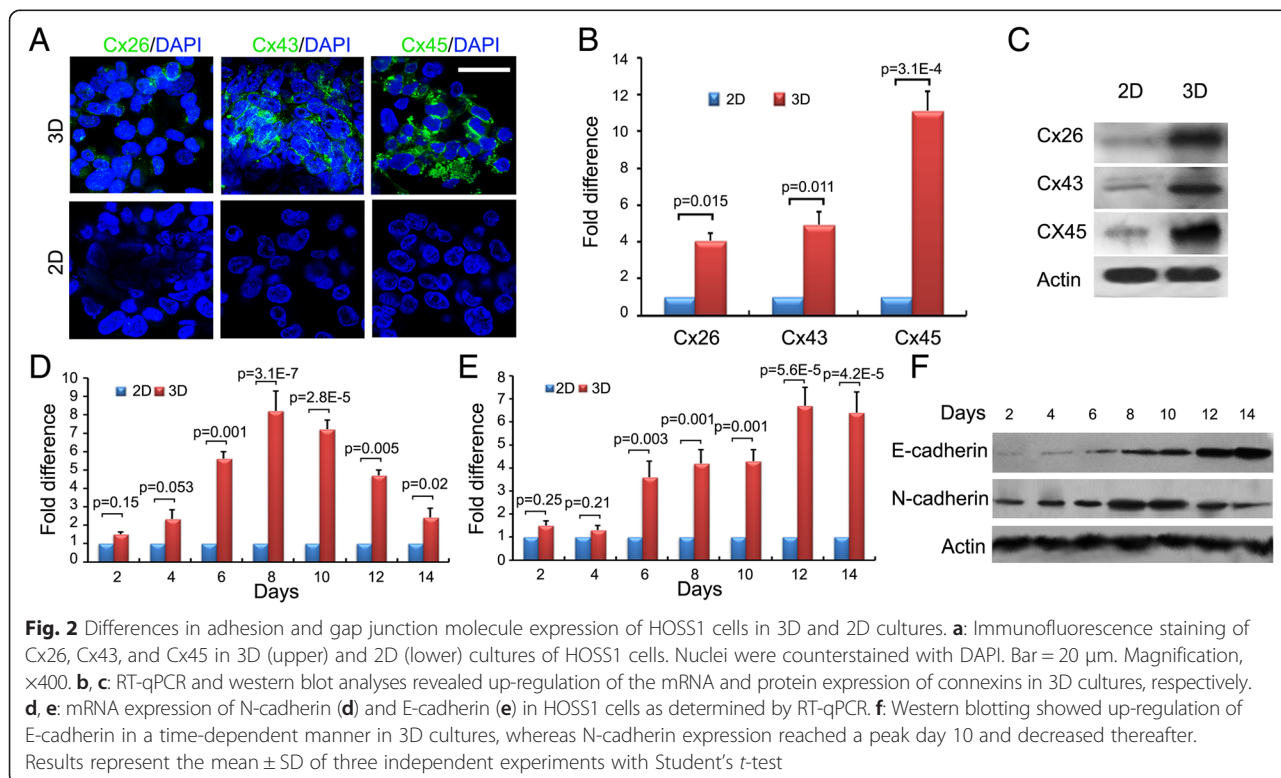 A
Cx26/DAPI Cx43/DAPI Cx45/DAPI
3D
2D
B
Fold difference
14
12
10
8
6
4
2
0
2D 3D
p=0.015
p=0.011
p=3.1E-4
Cx26 Cx43 Cx45
C
2D 3D
Cx26
Cx43
CX45
Actin
D
Fold difference
10
9
8
7
6
5
4
3
2
1
0
2D 3D
p=0.15
p=0.053
p=0.001
p=3.1E-7
p=2.8E-5
p=0.005
p=0.02
2 4 6 8 10 12 14
Days
E
Fold difference
8
7
6
5
4
3
2
1
0
2D 3D
p=0.25
p=0.21
p=0.003
p=0.001
p=0.001
p=5.6E-5
p=4.2E-5
2 4 6 8 10 12 14
Days
F
Days 2 4 6 8 10 12 14
E-cadherin
N-cadherin
Actin
Fig. 2 Differences in adhesion and gap junction molecule expression of HOSS1 cells in 3D and 2D cultures. a: Immunofluorescence staining of
Cx26, Cx43, and Cx45 in 3D (upper) and 2D (lower) cultures of HOSS1 cells. Nuclei were counterstained with DAPI. Bar = 20 μm. Magnification,
×400. b, c: RT-qPCR and western blot analyses revealed up-regulation of the mRNA and protein expression of connexins in 3D cultures, respectively.
d, e: mRNA expression of N-cadherin (d) and E-cadherin (e) in HOSS1 cells as determined by RT-qPCR. f: Western blotting showed up-regulation of
E-cadherin in a time-dependent manner in 3D cultures, whereas N-cadherin expression reached a peak day 10 and decreased thereafter.
Results represent the mean ± SD of three independent experiments with Student's t-test